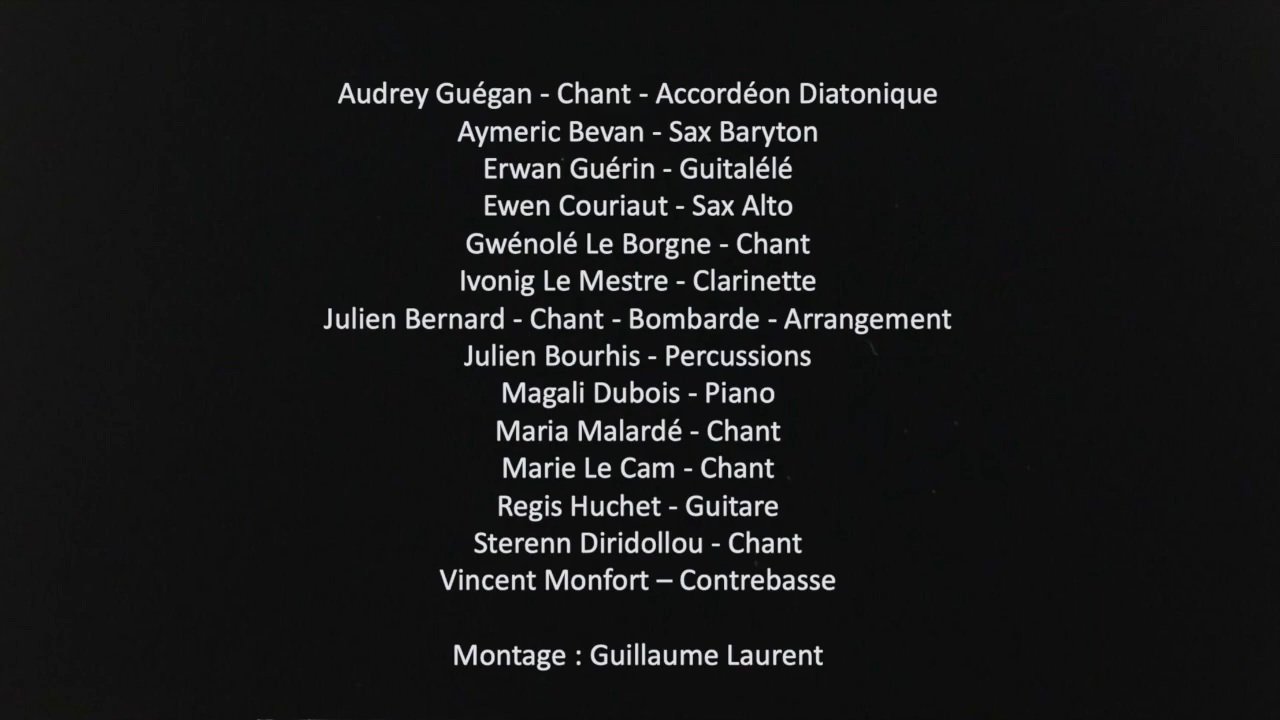 Audrey Guégan - Chant - Accordéon Diatonique
Aymeric Bevan - Sax Baryton
Erwan Guérin - Guitalélé
Ewen Couriaut - Sax Alto
Gwénolé Le Borgne - Chant
Ivonig Le Mestre - Clarinette
Julien Bernard - Chant - Bombarde - Arrangement
Julien Bourhis - Percussions
Magali Dubois - Piano
Maria Malardé - Chant
Marie Le Cam - Chant
Regis Huchet - Guitare
Sterenn Diridollou - Chant
Vincent Monfort – Contrebasse
Montage : Guillaume Laurent